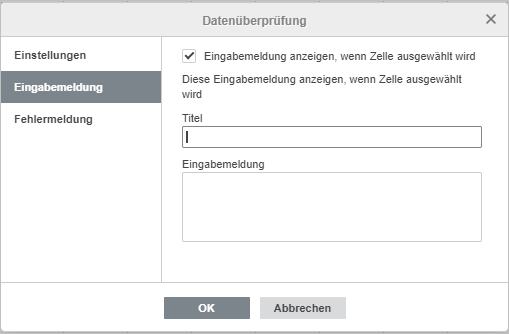 Datenüberprüfung
Einstellungen
Eingabemeldung
Fehlermeldung
Eingabemeldung anzeigen, wenn Zelle ausgewählt wird
Diese Eingabemeldung anzeigen, wenn Zelle ausgewählt
wird
Titel
Eingabemeldung
OK
Abbrechen